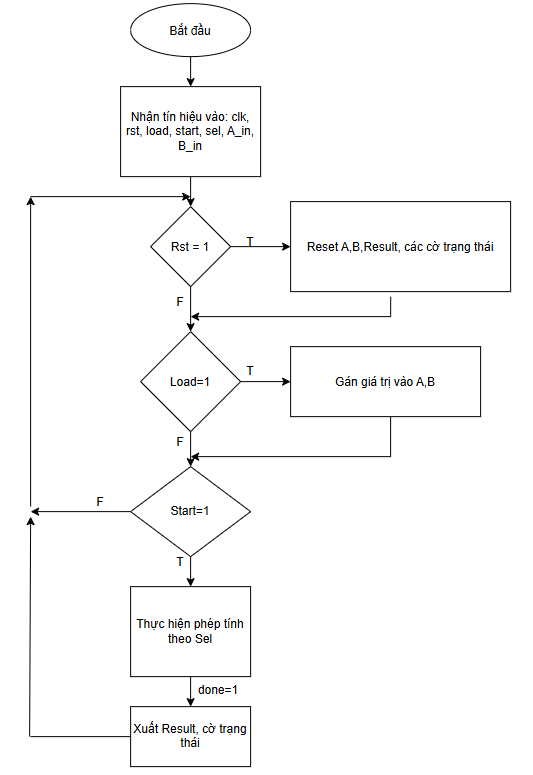 Bắt đầu
Nhận tín hiệu vào: clk,
rst, load, start, sel, A_in,
B_in
Rst = 1
T
Reset A,B,Result, các cờ trạng thái
F
Load=1
T
Gán giá trị vào A,B
F
Start=1
F
T
Thực hiện phép tính
theo Sel
done=1
Xuất Result, cờ trạng
thái